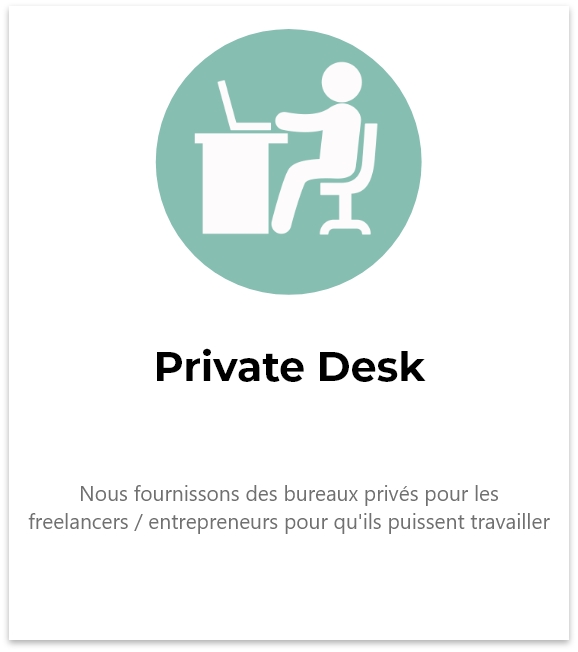 Private Desk
Nous fournissons des bureaux privés pour les
freelancers / entrepreneurs pour qu'ils puissent travailler